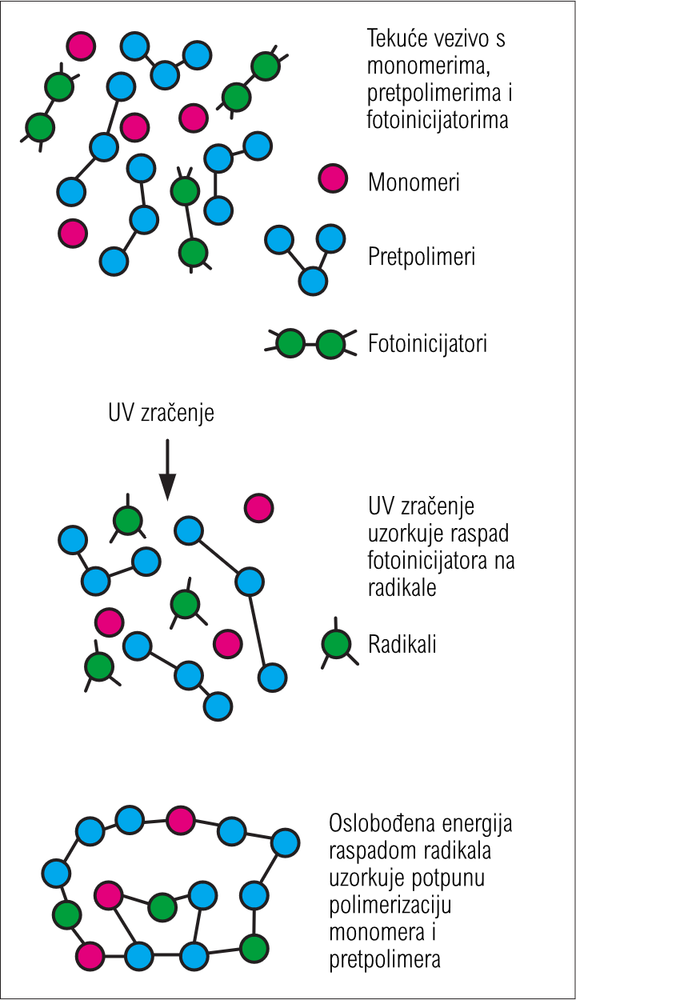 Tekuće vezivo s
monomerima,
pretpolimerima i
fotoinicijatorima
Monomeri
Pretpolimeri
Fotoinicijatori
UV zračenje
UV zračenje
uzorkuje raspad
fotoinicijatora na
radikale
Radikali
Oslobođena energija
raspadom radikala
uzorkuje potpunu
polimerizaciju
monomera i
pretpolimera